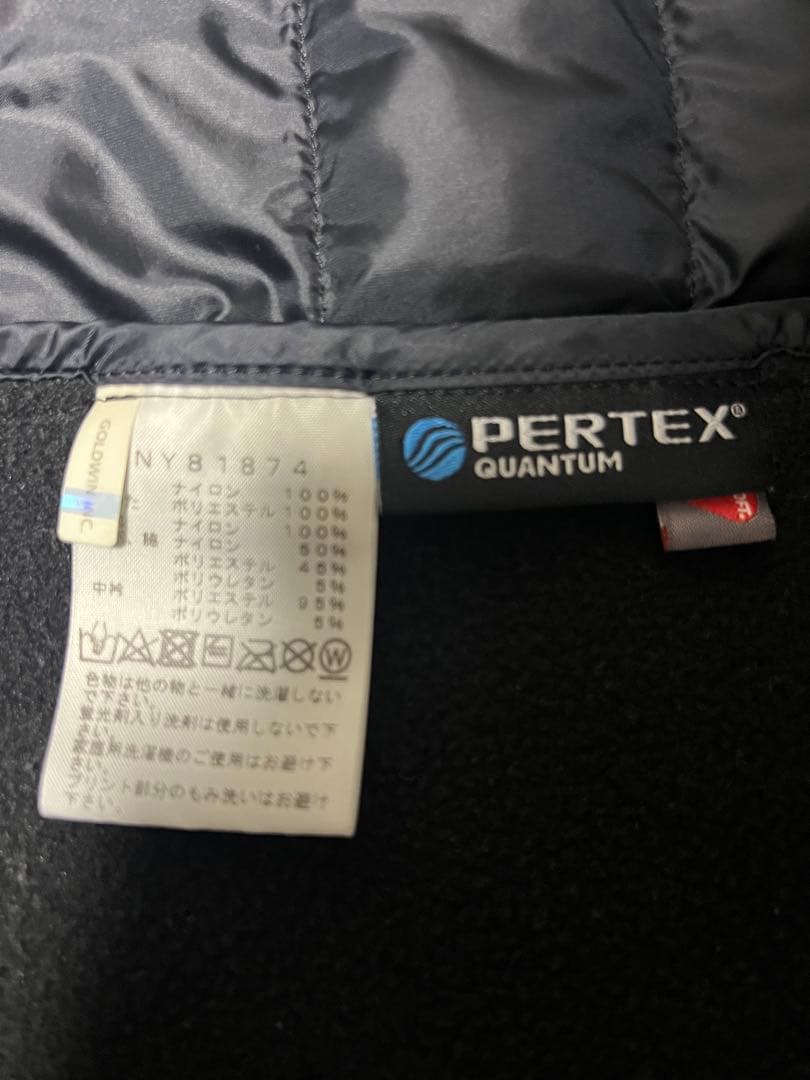 GOLDWIN INC
NY81874
ナイロン 100%
ポリエステル 100%
ナイロン 100%
ナイロン 50%
ポリエステル 45%
ポリウレタン 5%
中衿 ポリエステル 95%
ポリウレタン 5%
W
色物は他の物と一緒に洗濯しない
で下さい。
蛍光剤入り洗剤は使用しないで下
さい。
家庭用洗濯機のご使用はお避け下
さい。
プリント部分のもみ洗いはお避け
下さい。
PERTEX®
QUANTUM